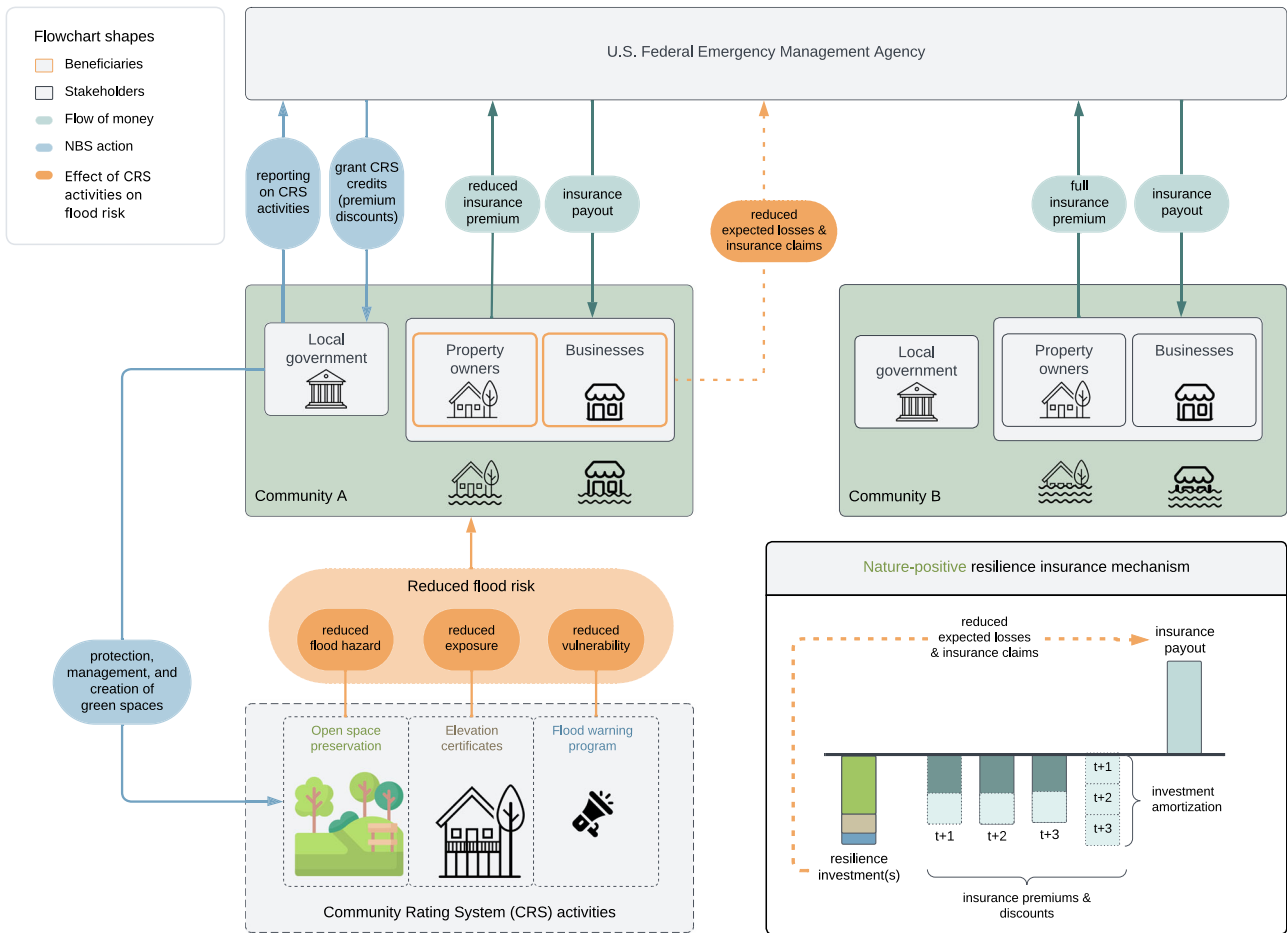 Flowchart shapes
Beneficiaries
Stakeholders
Flow of money
NBS action
Effect of CRS
activities on
flood risk
U.S. Federal Emergency Management Agency
reporting
on CRS
activities
grant CRS
credits
(premium
discounts)
reduced
insurance
premium
insurance
payout
reduced
expected losses &
insurance claims
full
insurance
premium
insurance
payout
Local
government
Property
owners
Businesses
Community A
Local
government
Property
owners
Businesses
Community B
Reduced flood risk
reduced
flood hazard
reduced
exposure
reduced
vulnerability
protection,
management, and
creation of
green spaces
Open space
preservation
Elevation
certificates
Flood warning
program
Community Rating System (CRS) activities
Nature-positive resilience insurance mechanism
reduced
expected losses
& insurance claims
insurance
payout
t+1
t+2
t+3
t+1
t+2
t+3
investment
amortization
resilience
investment(s)
insurance premiums &
discounts